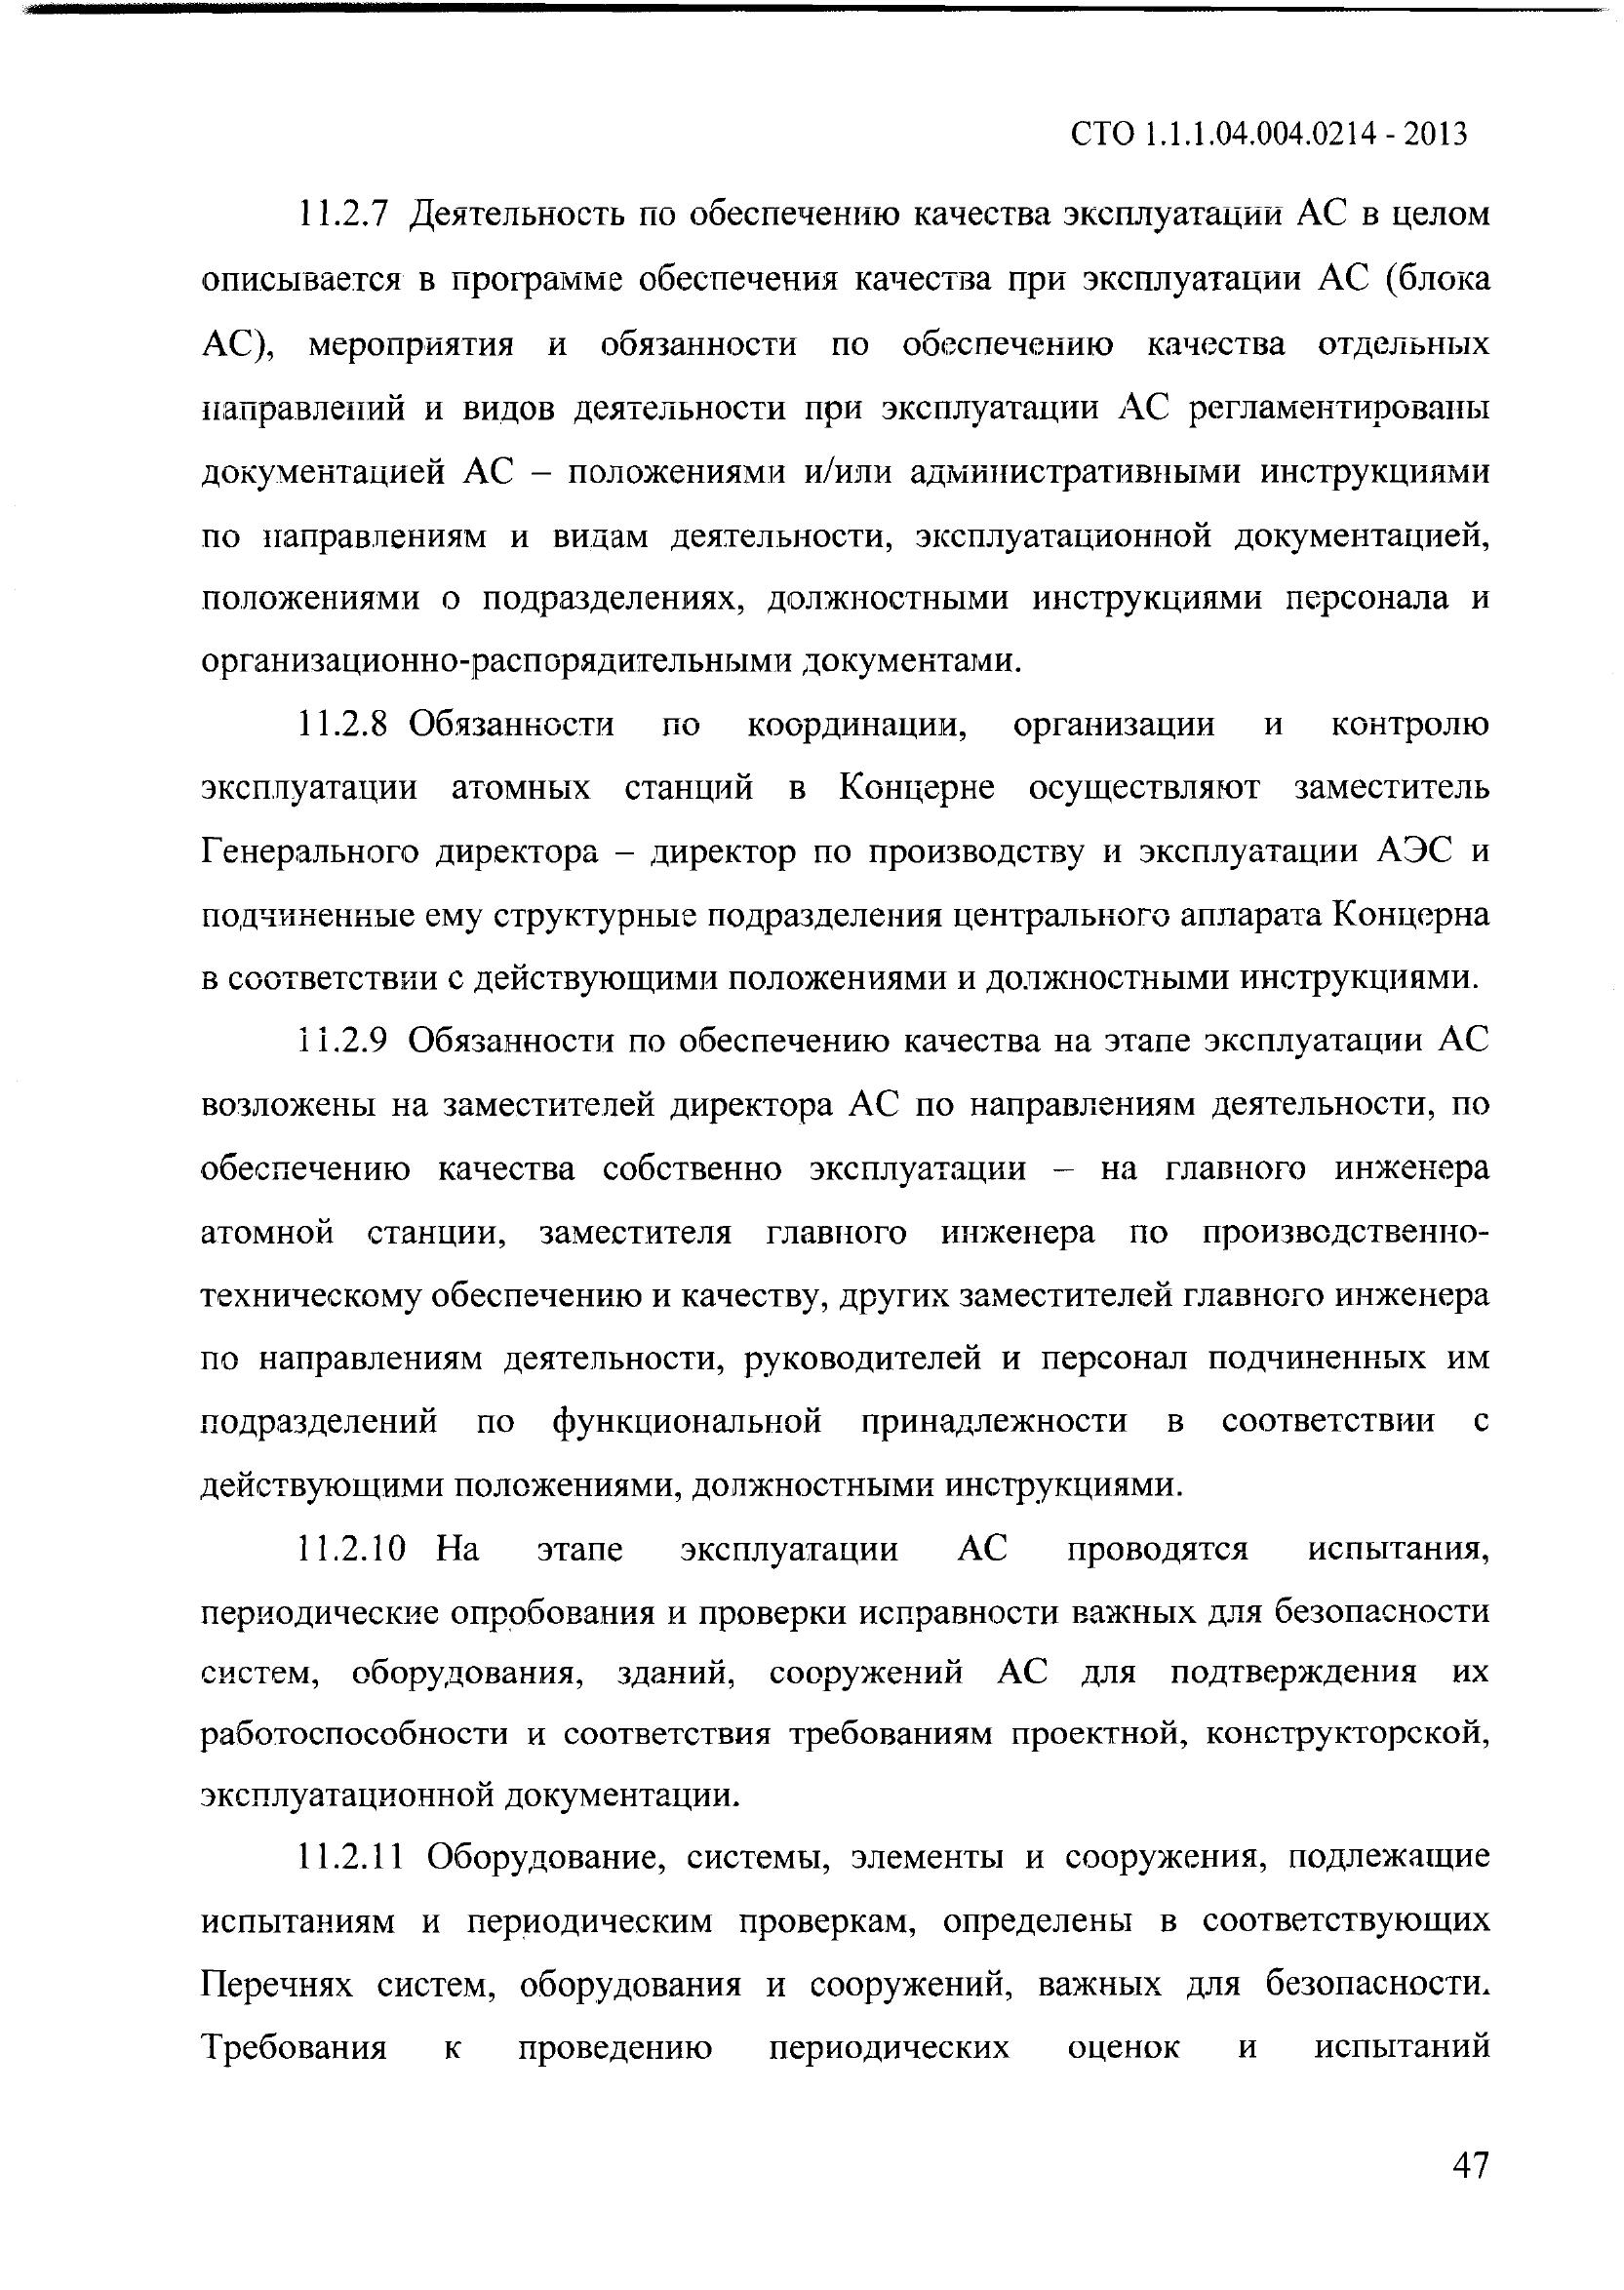 СТО 1.1.1.04.004.0214 - 2013
11.2.7 Деятельность по обеспечению качества эксплуатации АС в целом
описывается в программе обеспечения качества при эксплуатации АС (блока
АС), мероприятия и обязанности по обеспечению качества отдельных
направлений и видов деятельности при эксплуатации АС регламентированы
документацией АС – положениями и/или административными инструкциями
по направлениям и видам деятельности, эксплуатационной документацией,
положениями о подразделениях, должностными инструкциями персонала и
организационно-распорядительными документами.
11.2.8 Обязанности по координации, организации и контролю
эксплуатации атомных станций в Концерне осуществляют заместитель
Генерального директора – директор по производству и эксплуатации АЭС и
подчиненные ему структурные подразделения центрального аппарата Концерна
в соответствии с действующими положениями и должностными инструкциями.
11.2.9 Обязанности по обеспечению качества на этапе эксплуатации АС
возложены на заместителей директора АС по направлениям деятельности, по
обеспечению качества собственно эксплуатации – на главного инженера
атомной станции, заместителя главного инженера по производственно-
техническому обеспечению и качеству, других заместителей главного инженера
по направлениям деятельности, руководителей и персонал подчиненных им
подразделений по функциональной принадлежности в соответствии с
действующими положениями, должностными инструкциями.
11.2.10 На этапе эксплуатации АС проводятся испытания,
периодические опробования и проверки исправности важных для безопасности
систем, оборудования, зданий, сооружений АС для подтверждения их
работоспособности и соответствия требованиям проектной, конструкторской,
эксплуатационной документации.
11.2.11 Оборудование, системы, элементы и сооружения, подлежащие
испытаниям и периодическим проверкам, определены в соответствующих
Перечнях систем, оборудования и сооружений, важных для безопасности.
Требования к проведению периодических оценок и испытаний
47